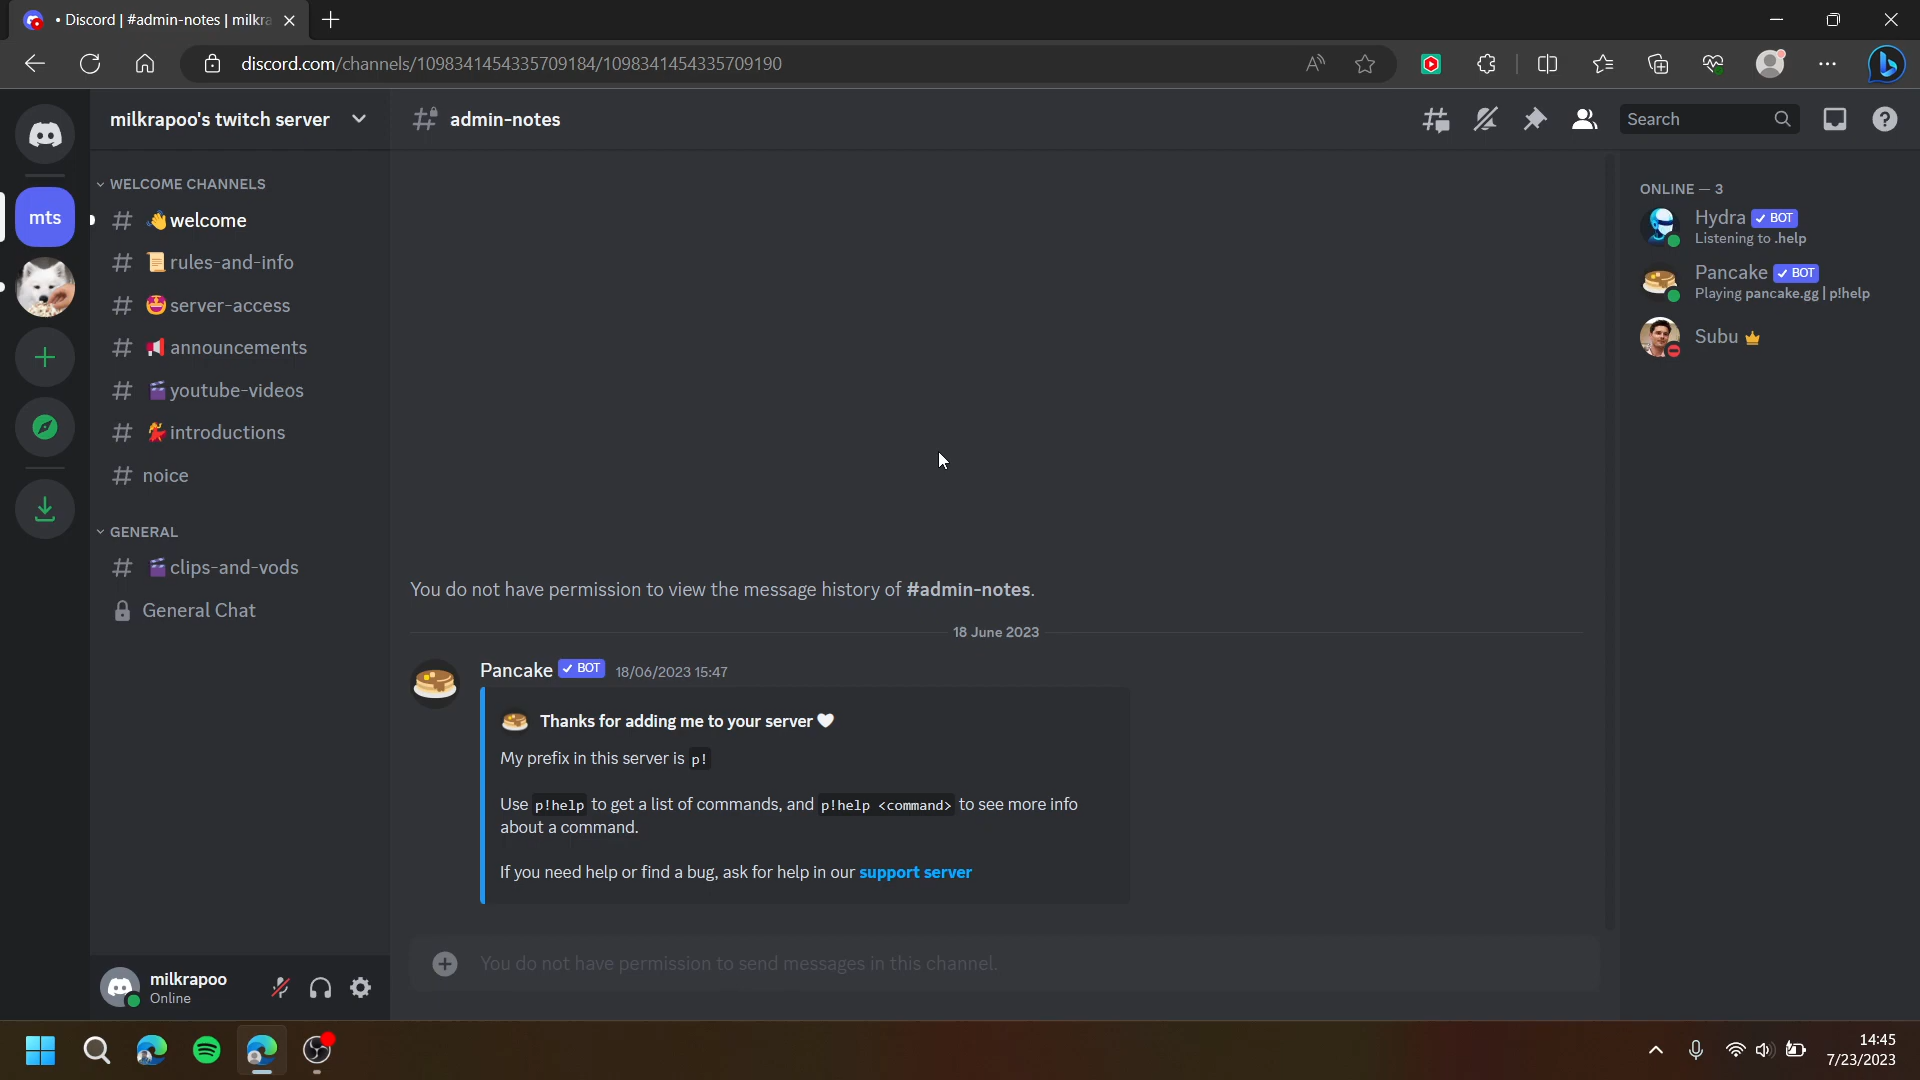 • Discord | #admin-notes | milkra
discord.com/channels/1098341454335709184/1098341454335709190
milkrapoo's twitch server
admin-notes
Search
WELCOME CHANNELS
mts
# 👋welcome
# 📜rules-and-info
# 🤩server-access
# 📢announcements
# 🎬youtube-videos
# 💃introductions
# noice
GENERAL
# 🎬clips-and-vods
General Chat
You do not have permission to view the message history of #admin-notes.
18 June 2023
Pancake ✓ BOT 18/06/2023 15:47
🥞 Thanks for adding me to your server 🤍
My prefix in this server is p!
Use p!help to get a list of commands, and p!help <command> to see more info
about a command.
If you need help or find a bug, ask for help in our support server
You do not have permission to send messages in this channel.
ONLINE — 3
Hydra ✓ BOT
Listening to .help
Pancake ✓ BOT
Playing pancake.gg | p!help
Subu
milkrapoo
Online
14:45
7/23/2023